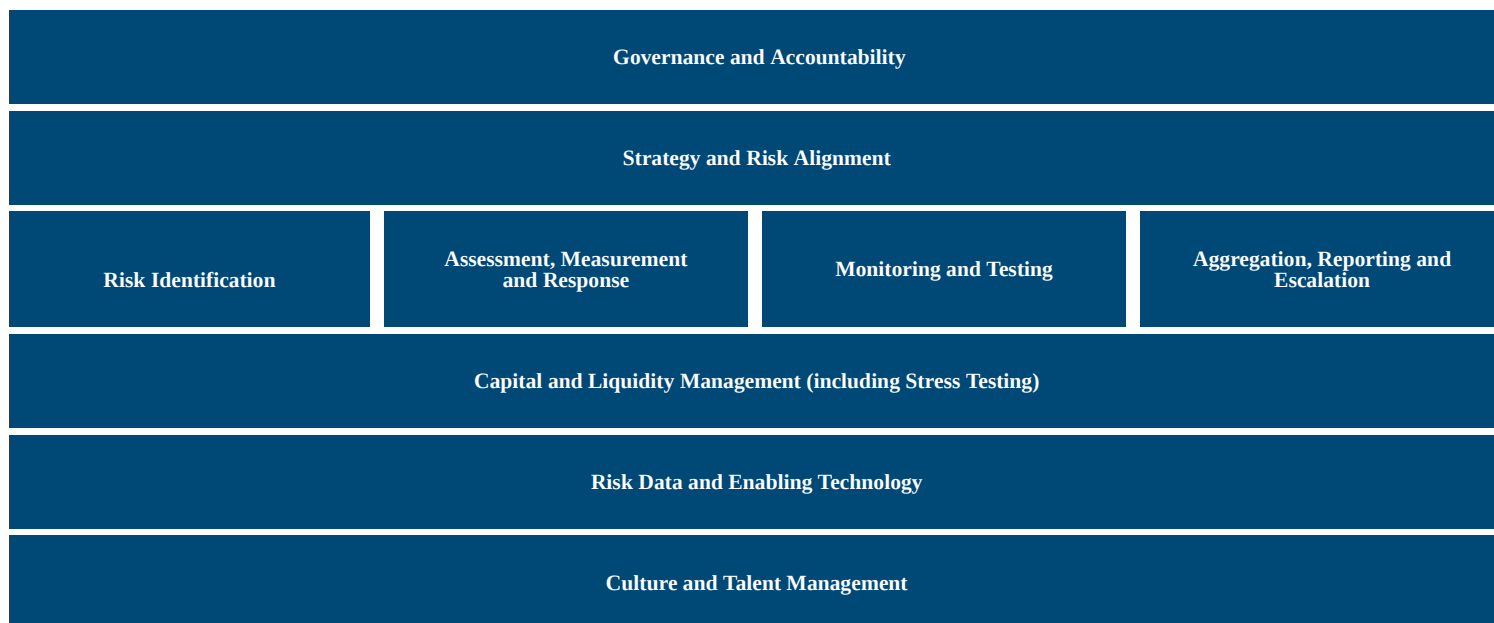 Governance and Accountability
Strategy and Risk Alignment
Risk Identification
Assessment, Measurement
and Response
Monitoring and Testing
Aggregation, Reporting and
Escalation
Capital and Liquidity Management (including Stress Testing)
Risk Data and Enabling Technology
Culture and Talent Management